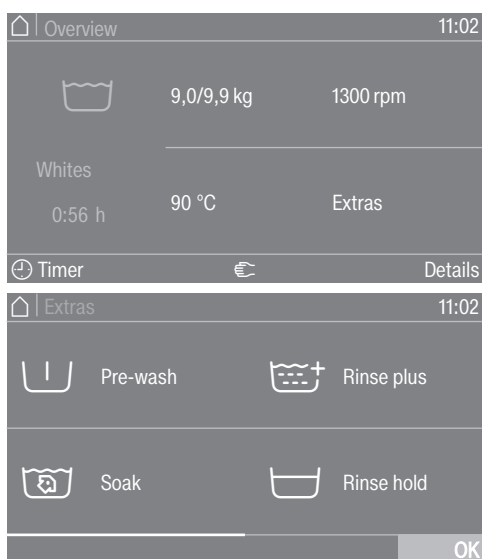 Overview 11:02
9,0/9,9 kg 1300 rpm
Whites
0:56 h
90 °C Extras
Timer Details
Extras 11:02
Pre-wash Rinse plus
Soak Rinse hold
OK